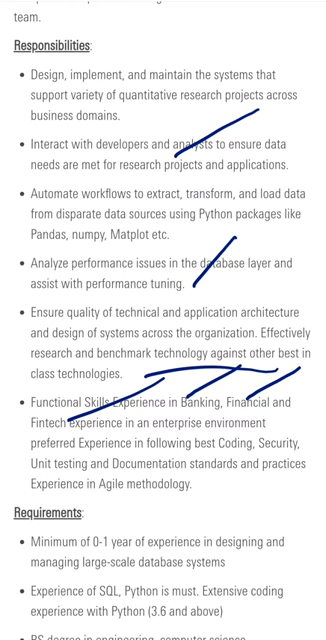 team.
Responsibilities:
• Design, implement, and maintain the systems that
support variety of quantitative research projects across
business domains.
• Interact with developers and analysts to ensure data
needs are met for research projects and applications.
• Automate workflows to extract, transform, and load data
from disparate data sources using Python packages like
Pandas, numpy, Matplot etc.
• Analyze performance issues in the database layer and
assist with performance tuning.
• Ensure quality of technical and application architecture
and design of systems across the organization. Effectively
research and benchmark technology against other best in
class technologies.
• Functional Skills Experience in Banking, Financial and
Fintech experience in an enterprise environment
preferred Experience in following best Coding, Security,
Unit testing and Documentation standards and practices
Experience in Agile methodology.
Requirements:
• Minimum of 0-1 year of experience in designing and
managing large-scale database systems
• Experience of SQL, Python is must. Extensive coding
experience with Python (3.6 and above)
• BS degree in engineering, computer science